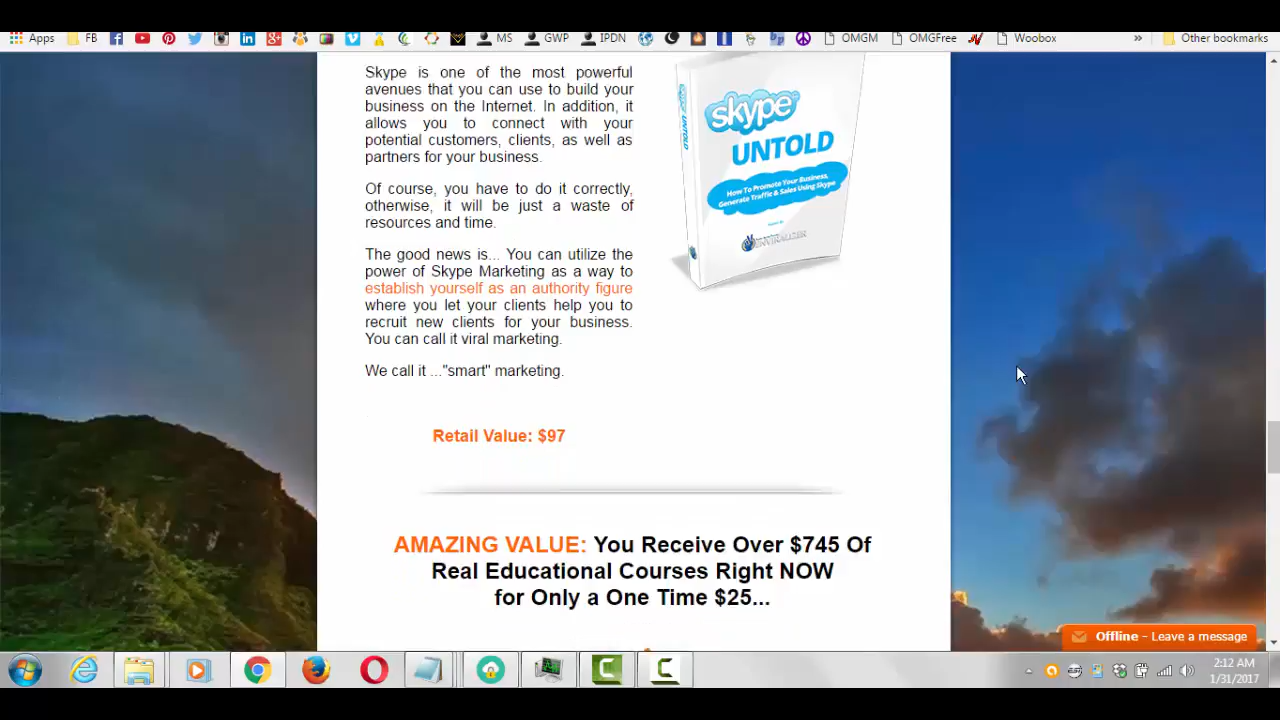 Apps FB MS GWP IPDN OMGM OMGFree Woobox » Other bookmarks
Skype is one of the most powerful
avenues that you can use to build your
business on the Internet. In addition, it
allows you to connect with your
potential customers, clients, as well as
partners for your business.
Of course, you have to do it correctly,
otherwise, it will be just a waste of
resources and time.
The good news is... You can utilize the
power of Skype Marketing as a way to
establish yourself as an authority figure
where you let your clients help you to
recruit new clients for your business.
You can call it viral marketing.
We call it ..."smart" marketing.
skype
UNTOLD
How To Promote Your Business,
Generate Traffic & Sales Using Skype
Retail Value: $97
AMAZING VALUE: You Receive Over $745 Of
Real Educational Courses Right NOW
for Only a One Time $25...
Offline - Leave a message
2:12 AM
1/31/2017